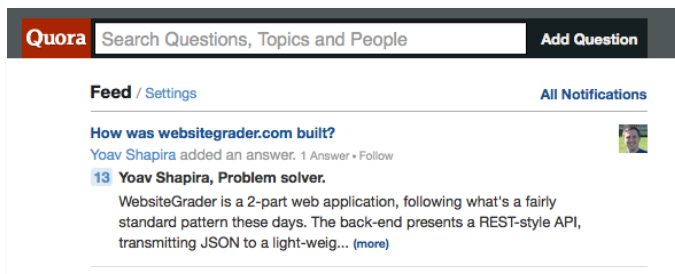 Quora Search Questions, Topics and People Add Question
Feed / Settings All Notifications
How was websitegrader.com built?
Yoav Shapira added an answer. 1 Answer • Follow
13 Yoav Shapira, Problem solver.
WebsiteGrader is a 2-part web application, following what's a fairly
standard pattern these days. The back-end presents a REST-style API,
transmitting JSON to a light-weig... (more)